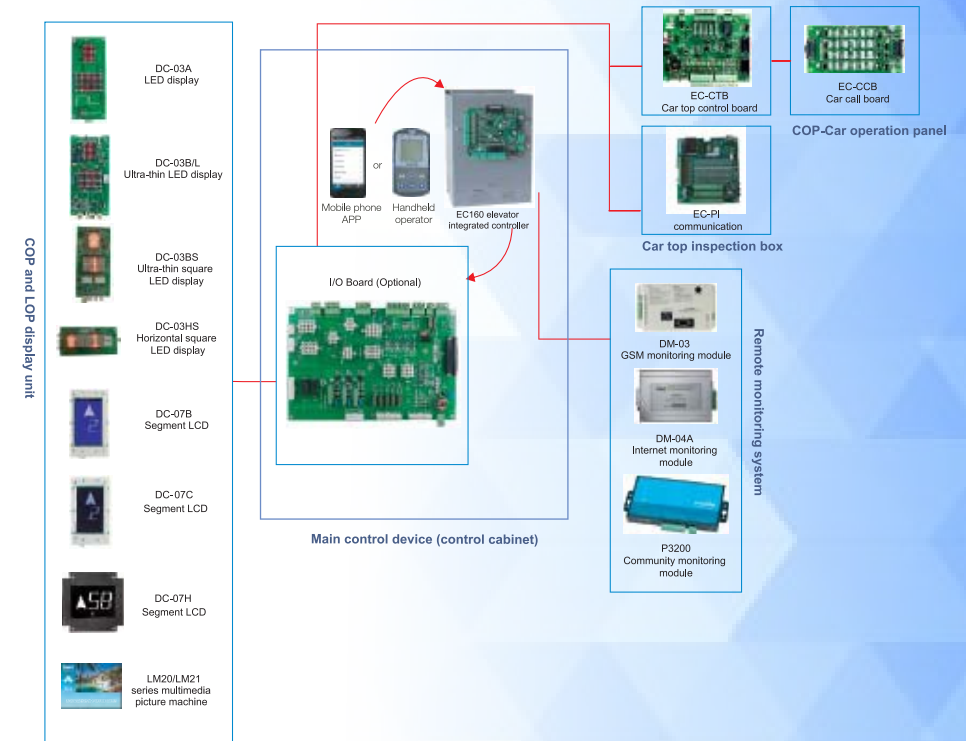 COP and LOP display unit
DC-03A
LED display
DC-03B/L
Ultra-thin LED display
DC-03BS
Ultra-thin square
LED display
DC-03HS
Horizontal square
LED display
DC-07B
Segment LCD
DC-07C
Segment LCD
DC-07H
Segment LCD
LM20/LM21
series multimedia
picture machine
Mobile phone
APP
or
Handheld
operator
EC160 elevator
integrated controller
I/O Board (Optional)
Main control device (control cabinet)
EC-CTB
Car top control board
EC-CCB
Car call board
COP-Car operation panel
EC-PI
communication
Car top inspection box
DM-03
GSM monitoring module
DM-04A
Internet monitoring
module
P3200
Community monitoring
module
Remote monitoring system